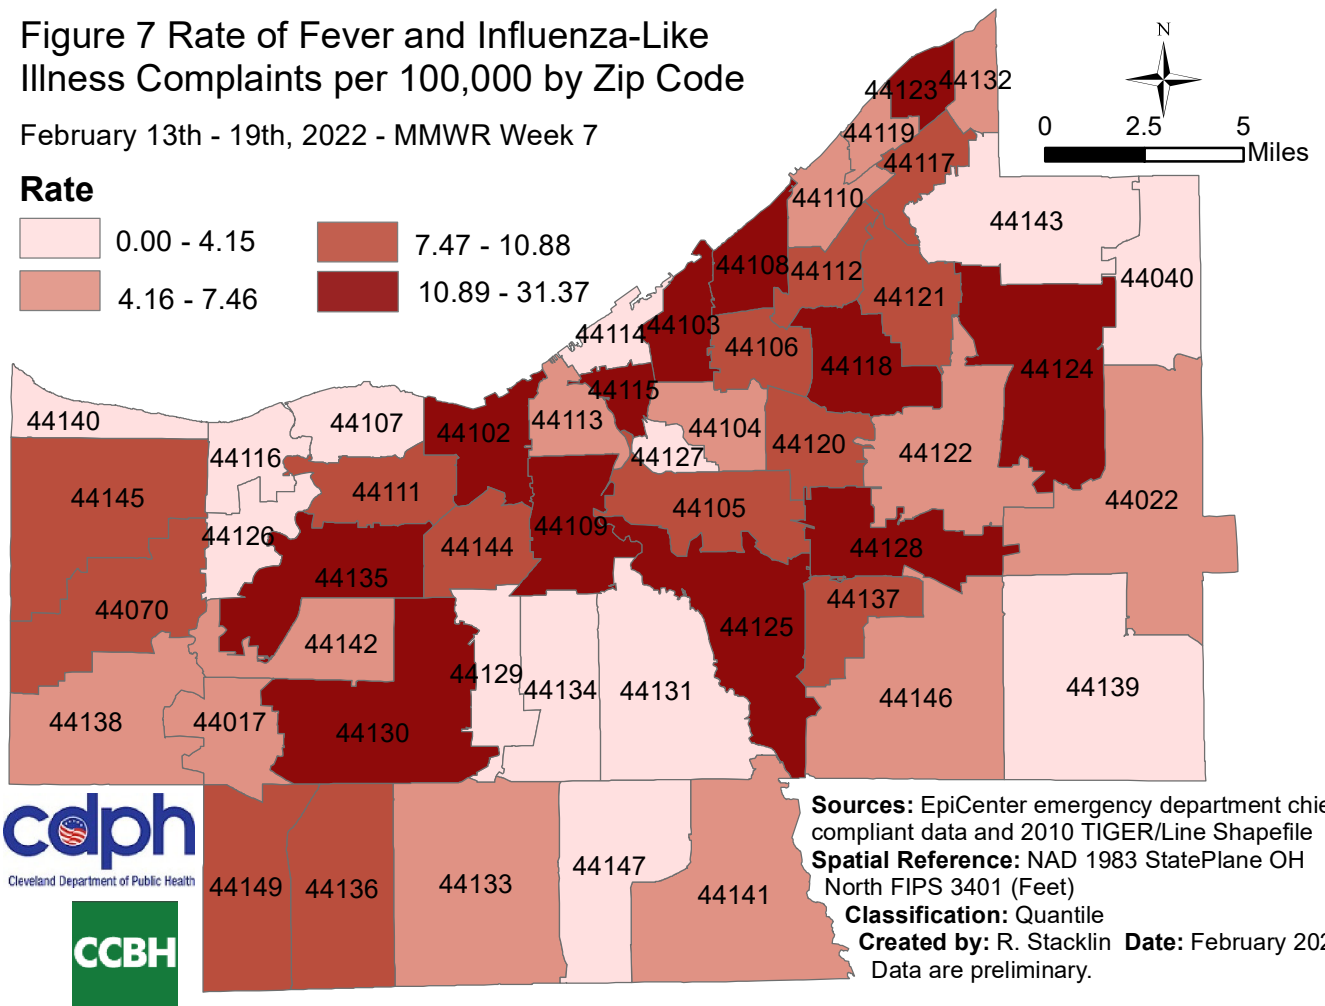 Figure 7 Rate of Fever and Influenza-Like
Illness Complaints per 100,000 by Zip Code
February 13th - 19th, 2022 - MMWR Week 7
Rate
0.00 - 4.15
7.47 - 10.88
4.16 - 7.46
10.89 - 31.37
N
0 2.5 5
Miles
44132
44123
44119
44117
44110
44143
44108
44112
44040
44121
44114
44103
44106
44118
44124
44115
44140
44107
44102
44113
44104
44120
44122
44116
44127
44145
44111
44105
44022
44126
44109
44144
44128
44135
44070
44137
44125
44142
44129
44134
44131
44139
44146
44138
44017
44130
44149
44136
44133
44147
44141
cdph
Cleveland Department of Public Health
CCBH
Sources: EpiCenter emergency department chie
compliant data and 2010 TIGER/Line Shapefile
Spatial Reference: NAD 1983 StatePlane OH
North FIPS 3401 (Feet)
Classification: Quantile
Created by: R. Stacklin Date: February 202
Data are preliminary.